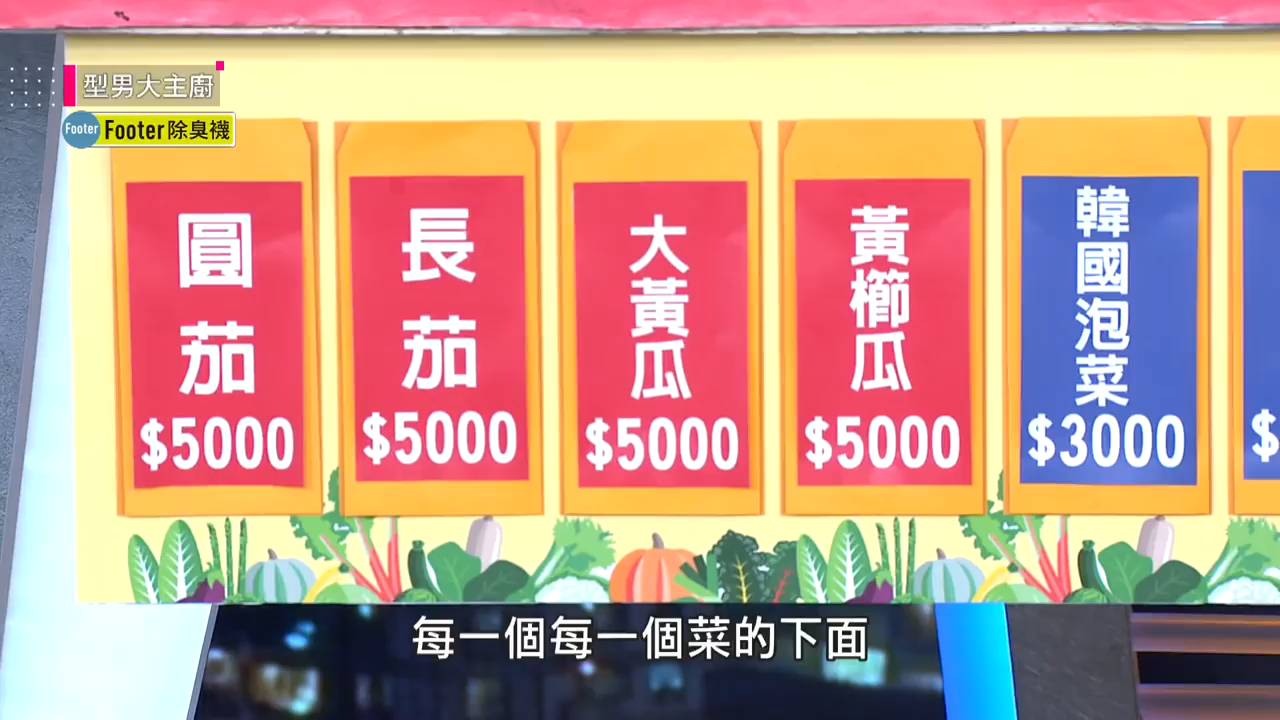 型男大主廚
Footer
Footer除臭襪
圓茄
$5000
長茄
$5000
大黃瓜
$5000
黃櫛瓜
$5000
韓國泡菜
$3000
$
每一個每一個菜的下面